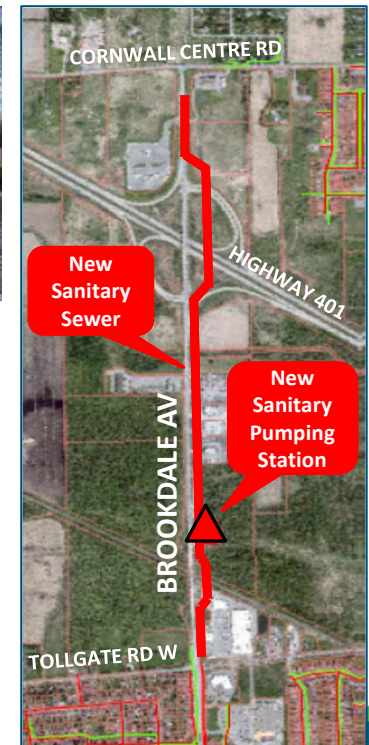 CORNWALL CENTRE RD
HIGHWAY 401
New
Sanitary
Sewer
New
Sanitary
Pumping
Station
BROOKDALE AV
TOLLGATE RD W